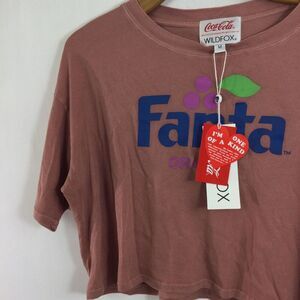 Coca-Cola
WILDFOX
M
Fanta
I'M ONE
OF A KIND